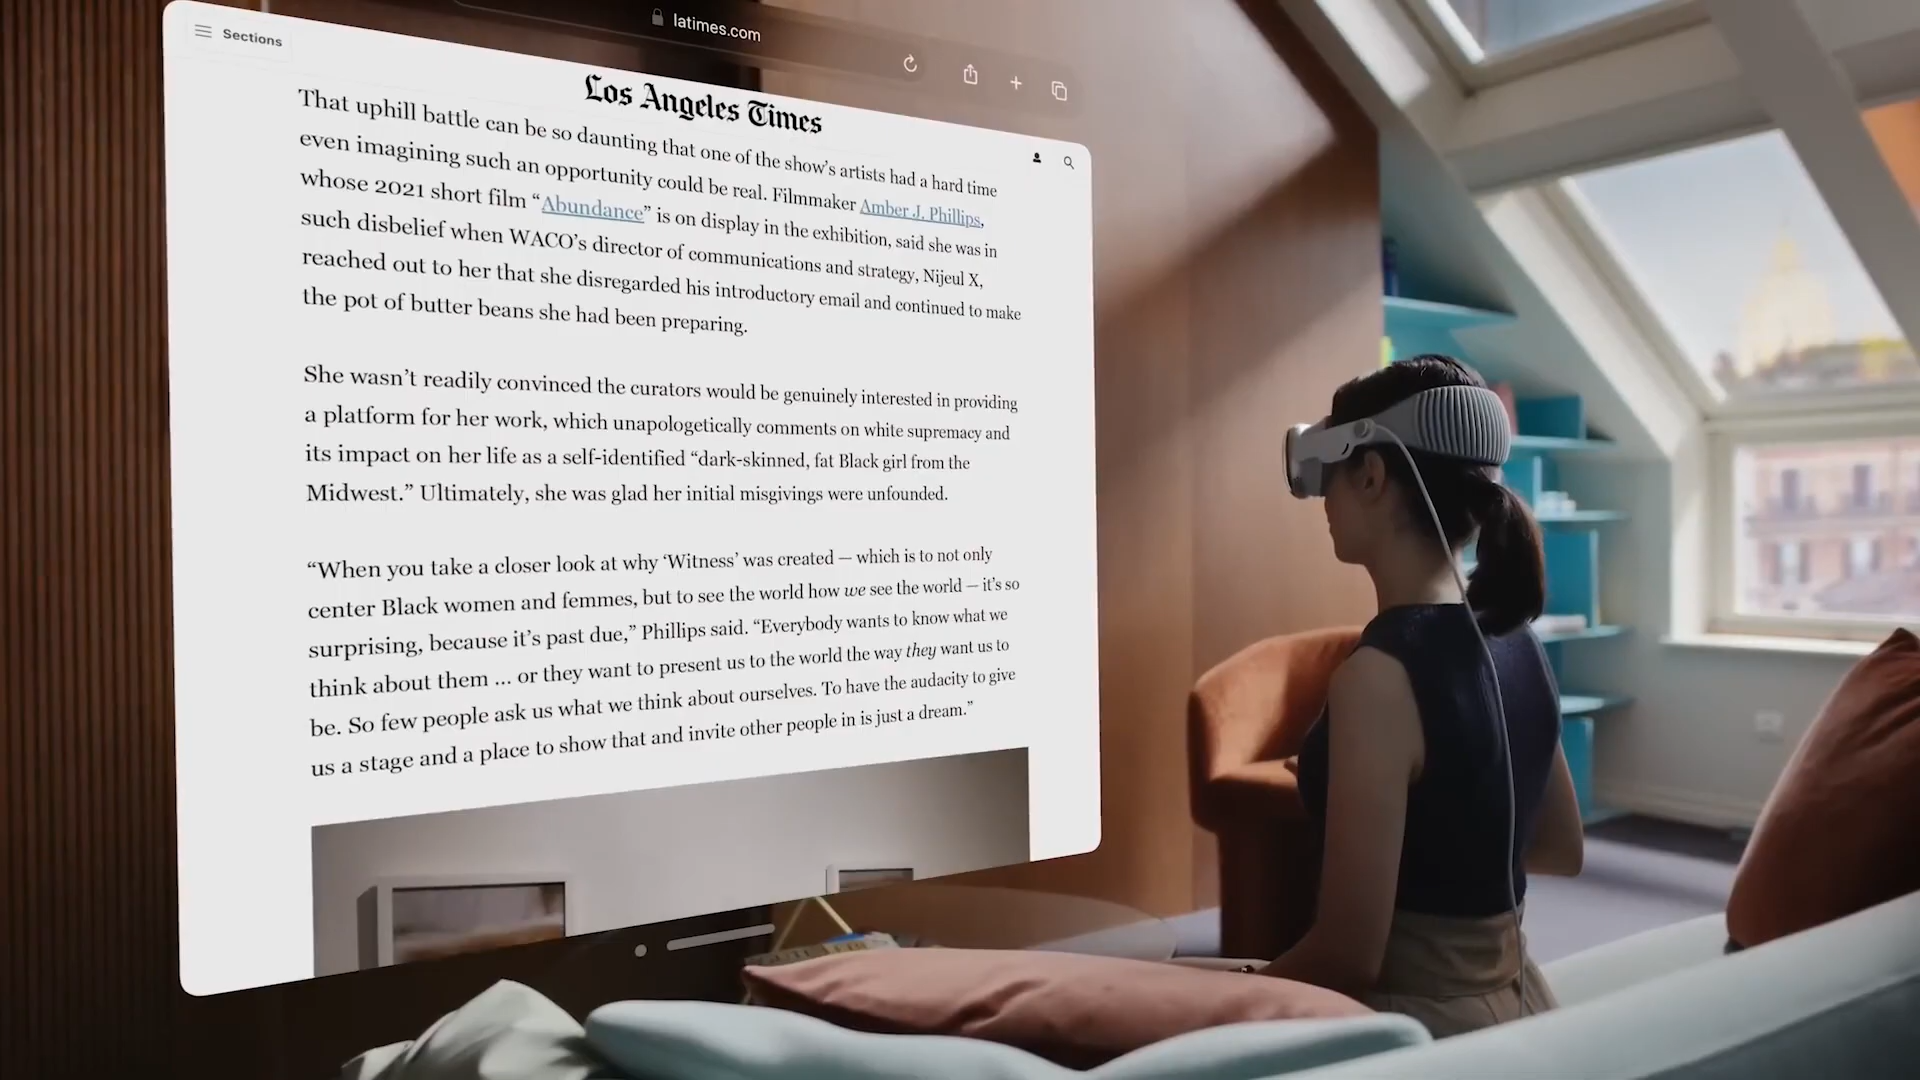 latimes.com
Sections
Los Angeles Times
That uphill battle can be so daunting that one of the show’s artists had a hard time
even imagining such an opportunity could be real. Filmmaker Amber J. Phillips,
whose 2021 short film “Abundance” is on display in the exhibition, said she was in
such disbelief when WACO’s director of communications and strategy, Nijeul X,
reached out to her that she disregarded his introductory email and continued to make
the pot of butter beans she had been preparing.
She wasn’t readily convinced the curators would be genuinely interested in providing
a platform for her work, which unapologetically comments on white supremacy and
its impact on her life as a self-identified “dark-skinned, fat Black girl from the
Midwest.” Ultimately, she was glad her initial misgivings were unfounded.
“When you take a closer look at why ‘Witness’ was created — which is to not only
center Black women and femmes, but to see the world how we see the world — it’s so
surprising, because it’s past due,” Phillips said. “Everybody wants to know what we
think about them ... or they want to present us to the world the way they want us to
be. So few people ask us what we think about ourselves. To have the audacity to give
us a stage and a place to show that and invite other people in is just a dream.”